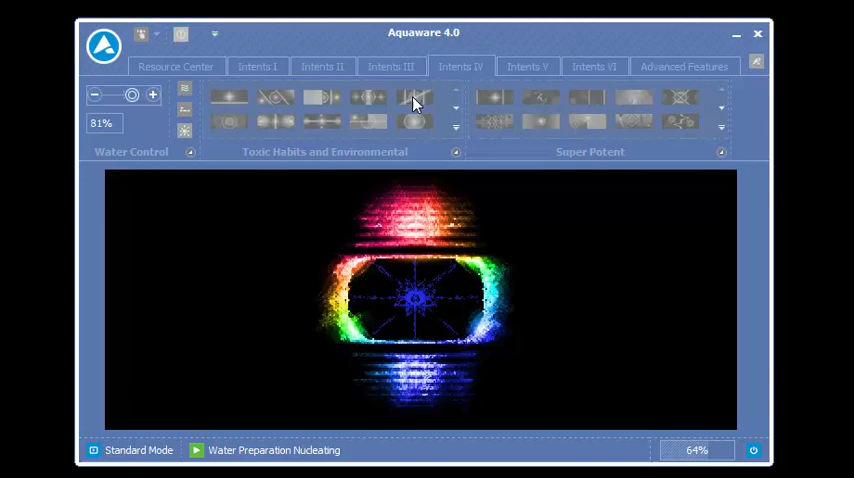 Aquaware 4.0
Resource Center Intents I Intents II Intents III Intents IV Intents V Intents VI Advanced Features
81%
Water Control Toxic Habits and Environmental Super Potent
Standard Mode Water Preparation Nucleating 64%